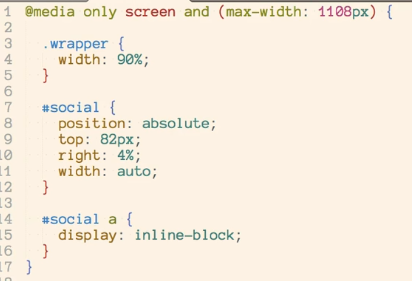 1 @media only screen and (max-width: 1108px) {
2
3   .wrapper {
4     width: 90%;
5   }
6
7   #social {
8     position: absolute;
9     top: 82px;
10     right: 4%;
11     width: auto;
12   }
13
14   #social a {
15     display: inline-block;
16   }
17 }